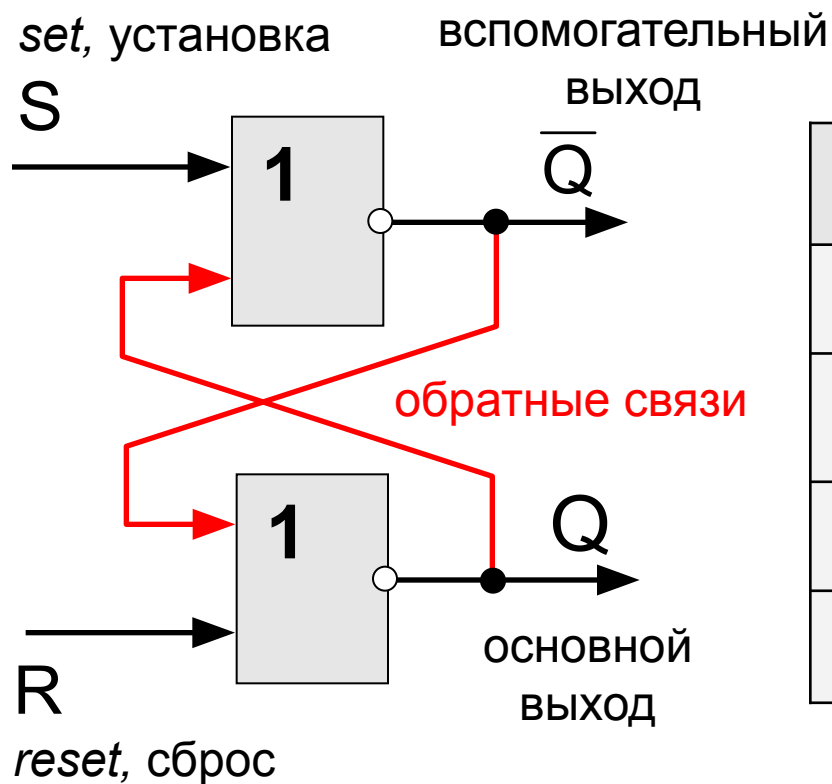 set, установка
вспомогательный
выход
S
1
Q̅
обратные связи
1
Q
основной
выход
R
reset, сброс